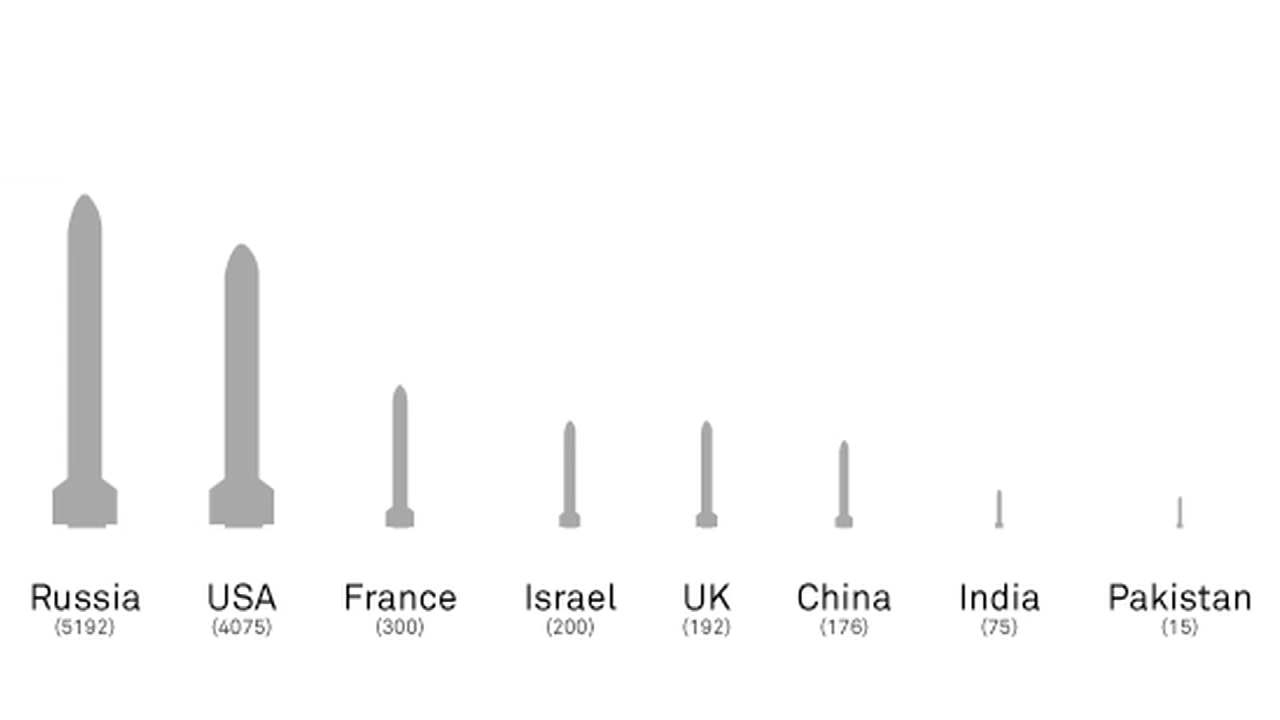 Russia USA France Israel UK China India Pakistan
(5192) (4075) (300) (200) (192) (176) (75) (15)